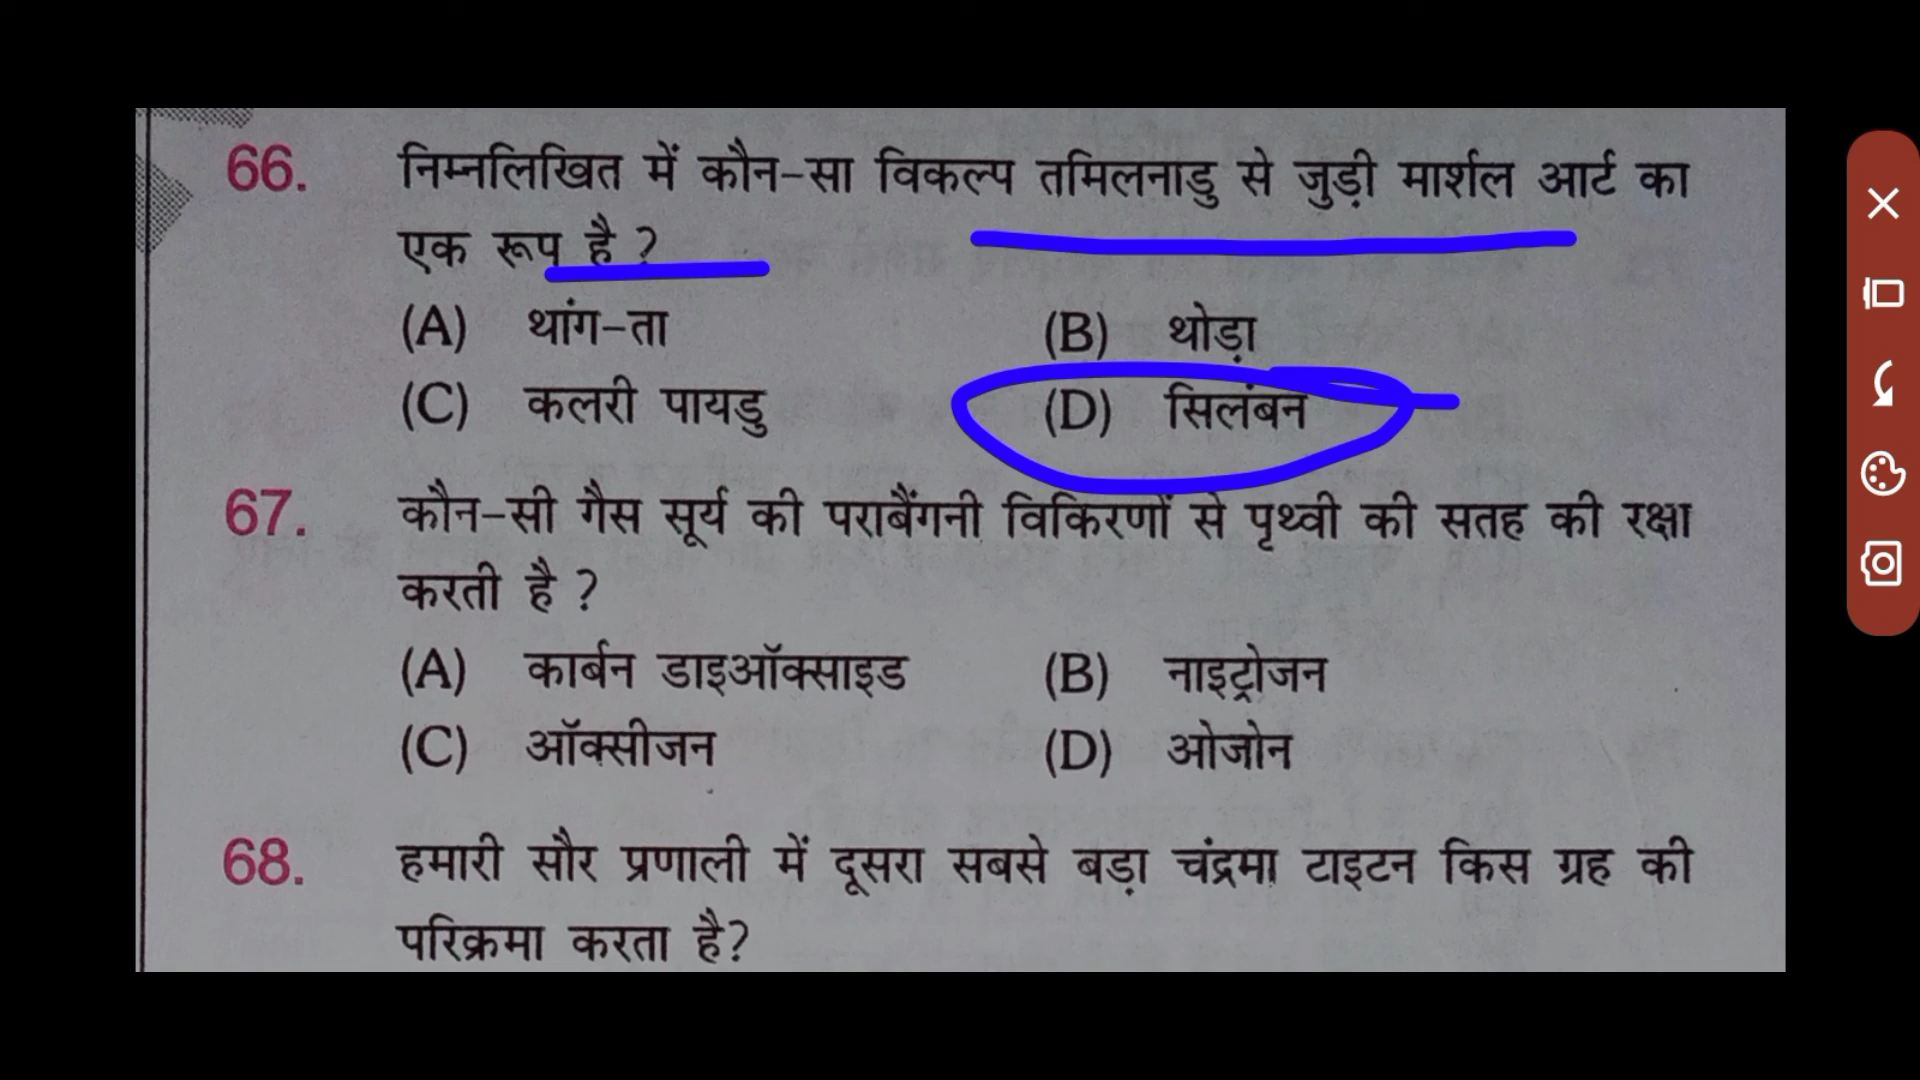 66. निम्नलिखित में कौन-सा विकल्प तमिलनाडु से जुड़ी मार्शल आर्ट का
एक रूप है ?
(A) थांग-ता (B) थोड़ा
(C) कलरी पायडु (D) सिलंबन
67. कौन-सी गैस सूर्य की पराबैंगनी विकिरणों से पृथ्वी की सतह की रक्षा
करती है ?
(A) कार्बन डाइऑक्साइड (B) नाइट्रोजन
(C) ऑक्सीजन (D) ओजोन
68. हमारी सौर प्रणाली में दूसरा सबसे बड़ा चंद्रमा टाइटन किस ग्रह की
परिक्रमा करता है?